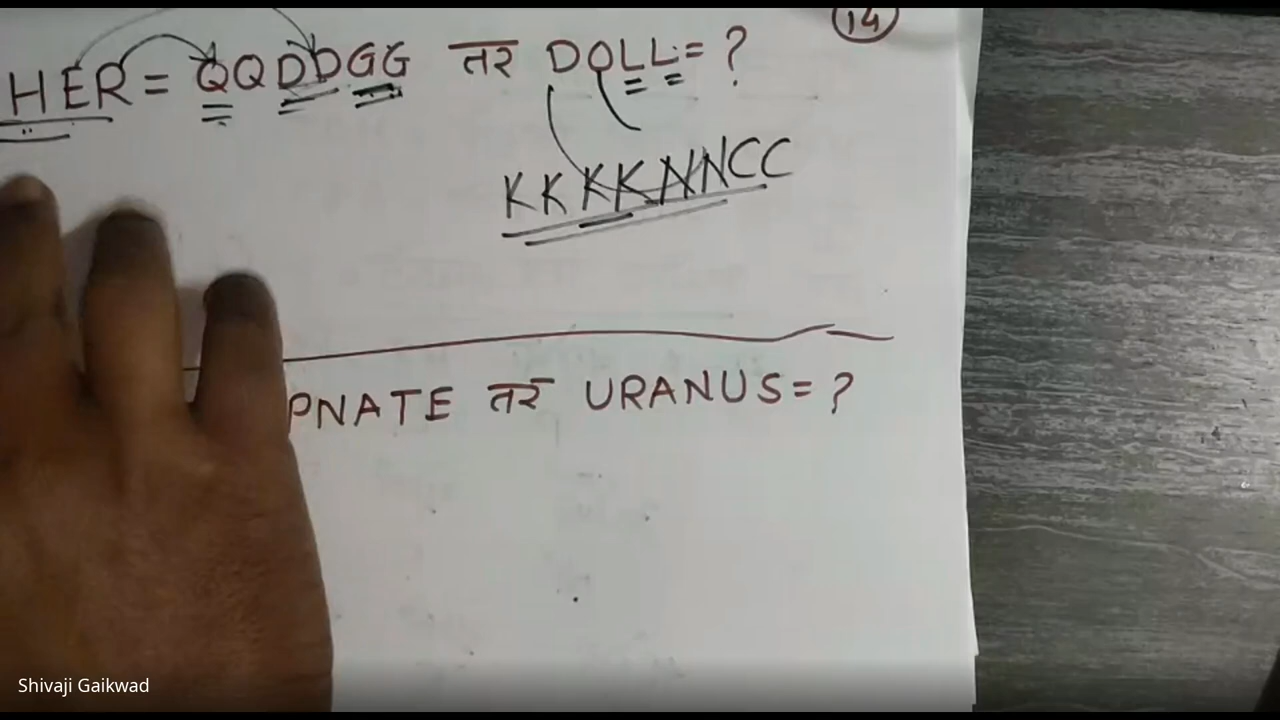 HER = QQDDGG तर DOLL = ?
14
KKKKNNCC
PNATE तर URANUS = ?
Shivaji Gaikwad